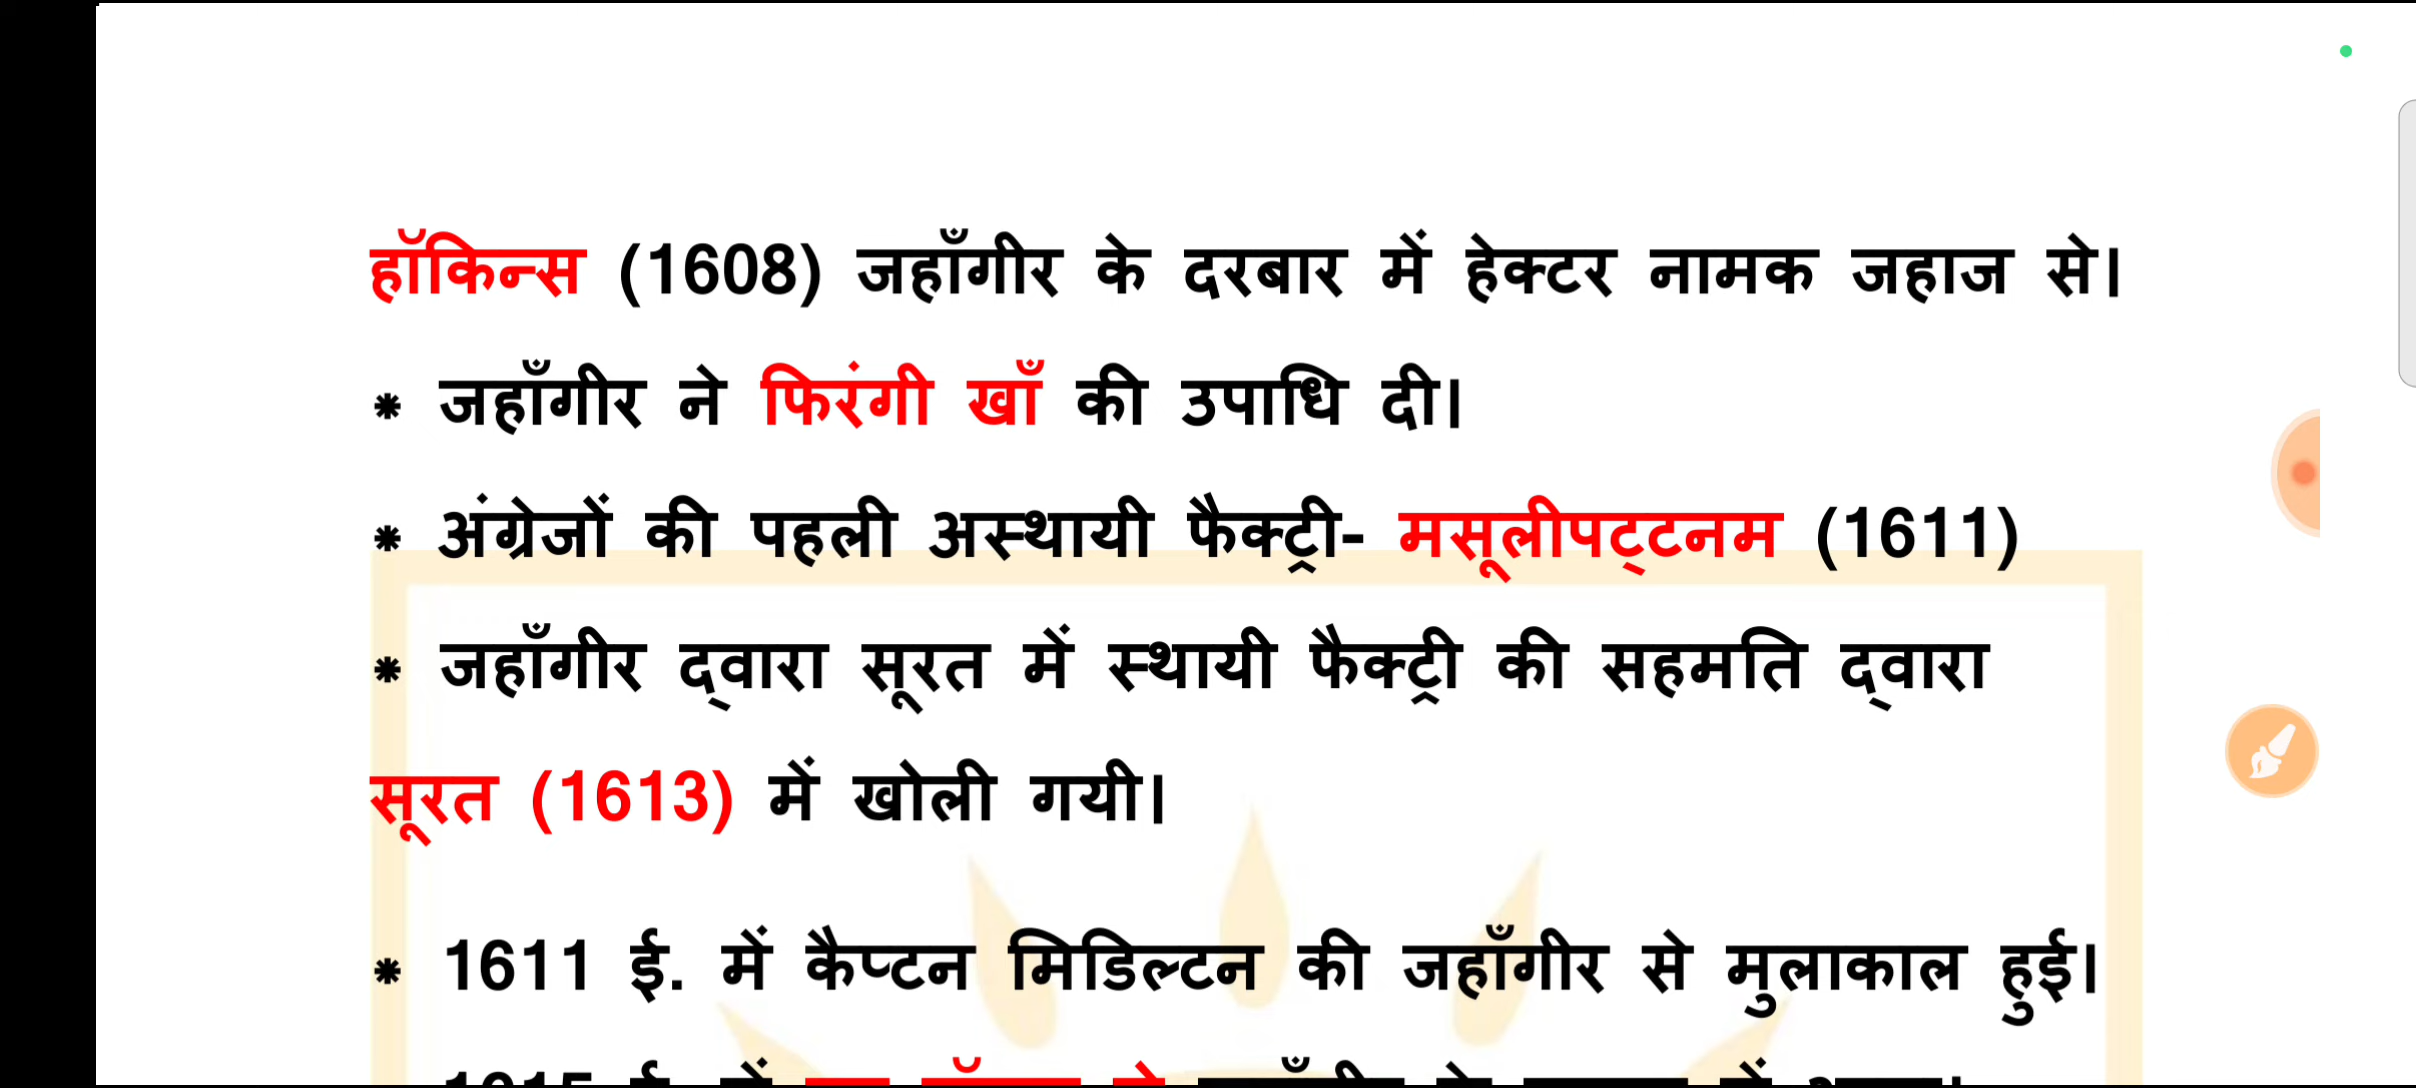 हॉकिन्स (1608) जहाँगीर के दरबार में हेक्टर नामक जहाज से।
* जहाँगीर ने फिरंगी खाँ की उपाधि दी।
* अंग्रेजों की पहली अस्थायी फैक्ट्री- मसूलीपट्टनम (1611)
* जहाँगीर द्वारा सूरत में स्थायी फैक्ट्री की सहमति द्वारा
सूरत (1613) में खोली गयी।
* 1611 ई. में कैप्टन मिडिल्टन की जहाँगीर से मुलाकाल हुई।